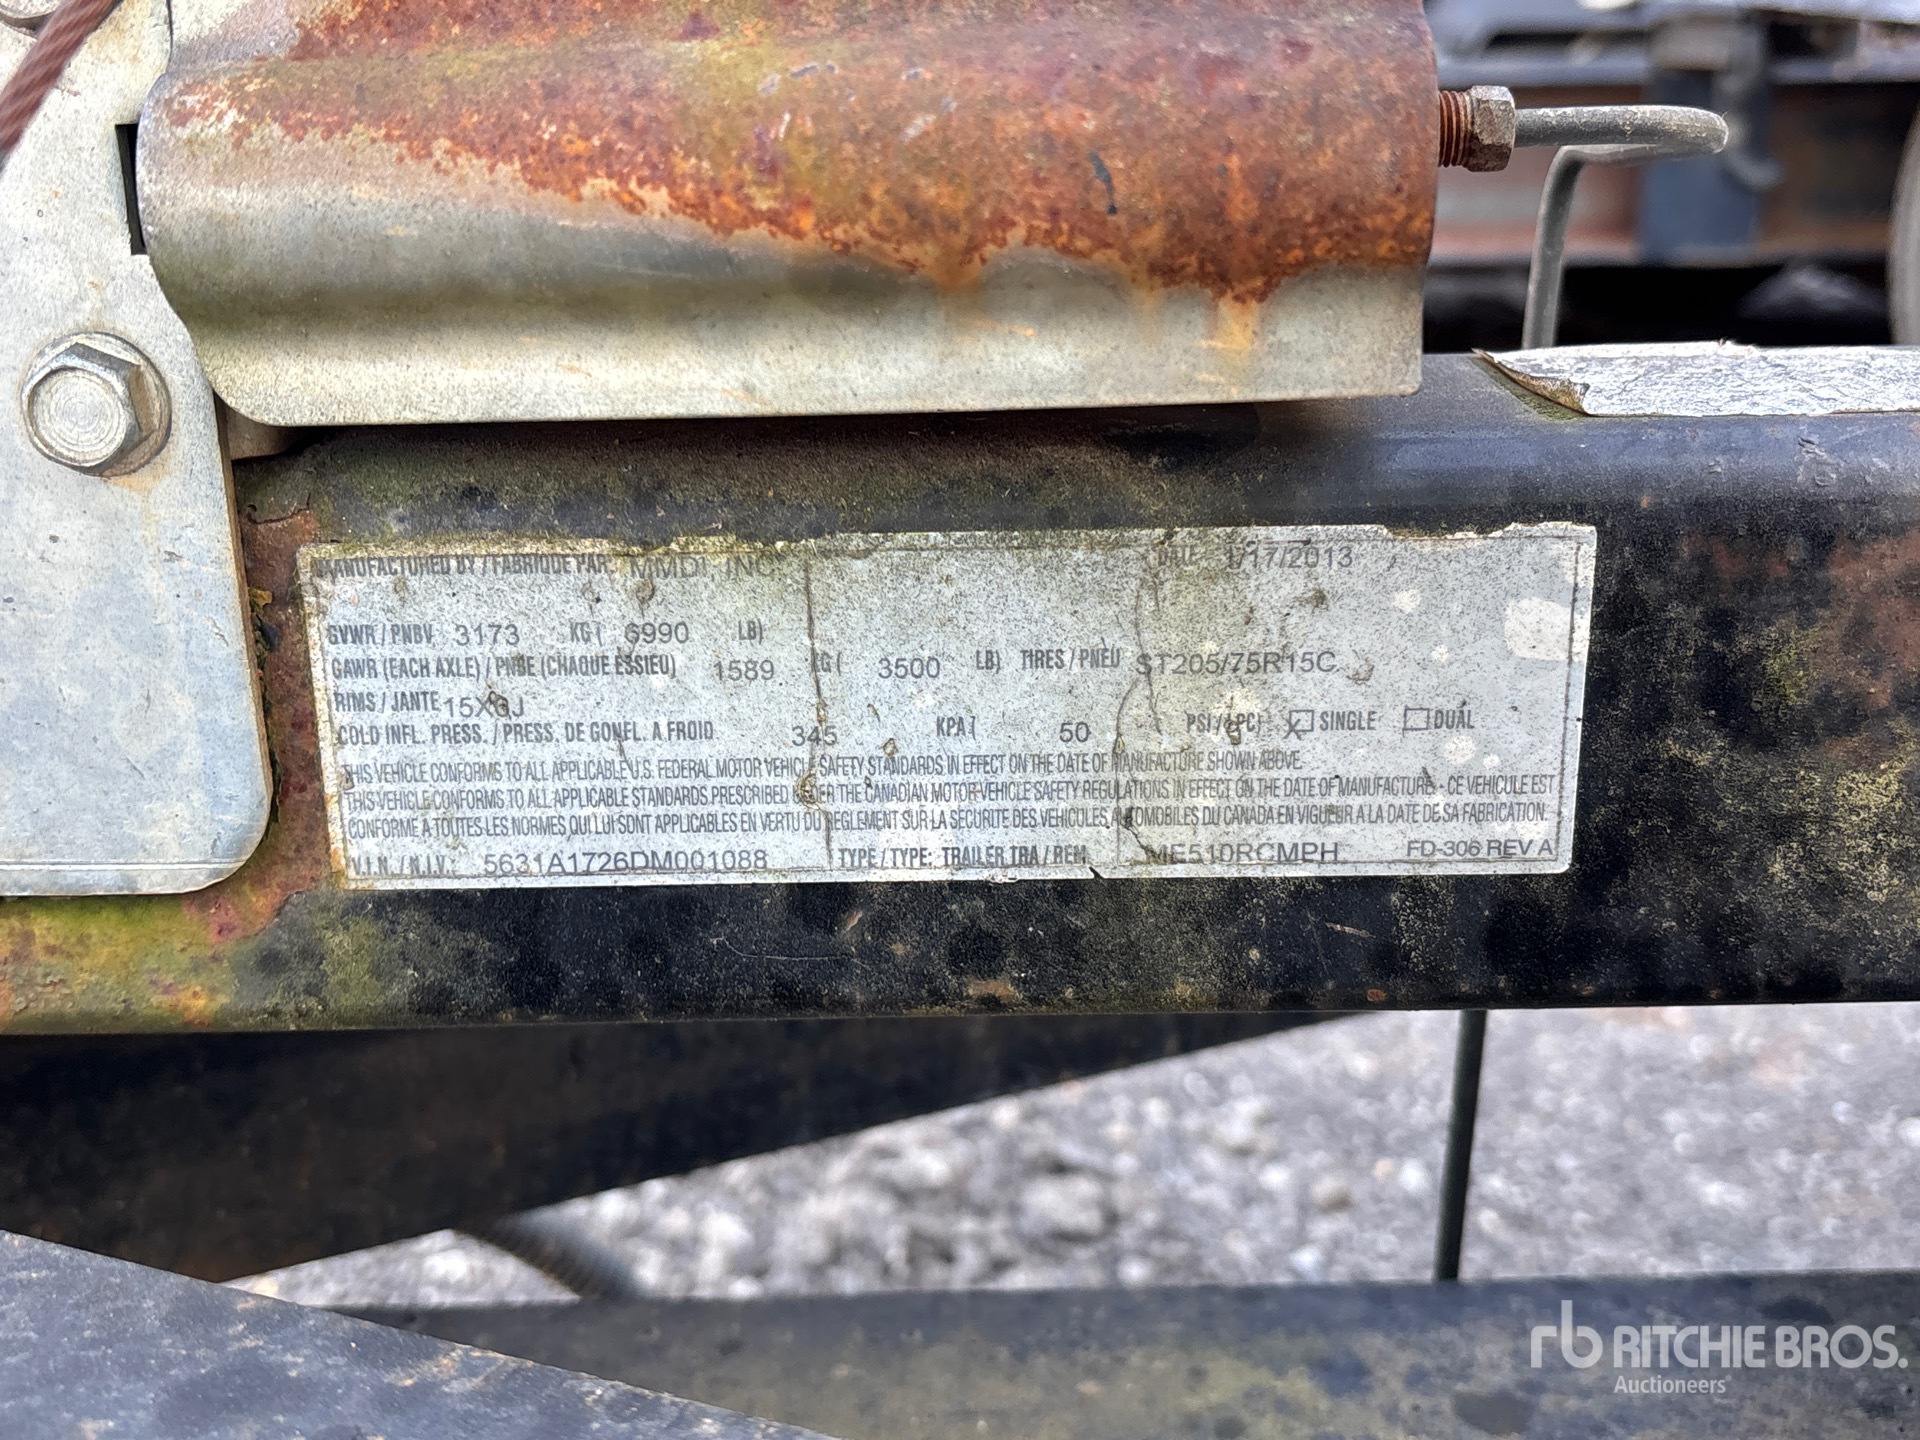 MANUFACTURED BY / FABRIQUE PAR: MMDI, INC. DATE 1/17/2013
GVWR / PNBV 3173 KG ( 6990 LB)
GAWR (EACH AXLE) / PNBE (CHAQUE ESSIEU) 1589 KG ( 3500 LB) TIRES / PNEU ST205/75R15C
RIMS / JANTE 15X6J
COLD INFL. PRESS. / PRESS. DE GONFL. A FROID 345 KPA ( 50 PSI / LPC) SINGLE DUAL
THIS VEHICLE CONFORMS TO ALL APPLICABLE U.S. FEDERAL MOTOR VEHICLE SAFETY STANDARDS IN EFFECT ON THE DATE OF MANUFACTURE SHOWN ABOVE.
THIS VEHICLE CONFORMS TO ALL APPLICABLE STANDARDS PRESCRIBED UNDER THE CANADIAN MOTOR VEHICLE SAFETY REGULATIONS IN EFFECT ON THE DATE OF MANUFACTURE - CE VEHICULE EST
CONFORME A TOUTES LES NORMES QUI LUI SONT APPLICABLES EN VERTU DU REGLEMENT SUR LA SECURITE DES VEHICULES AUTOMOBILES DU CANADA EN VIGUEUR A LA DATE DE SA FABRICATION.
V.I.N. / N.I.V.: 5631A1726DM001088 TYPE / TYPE: TRAILER TRA / REM ME510RCMPH FD-306 REV A
rb RITCHIE BROS.
Auctioneers